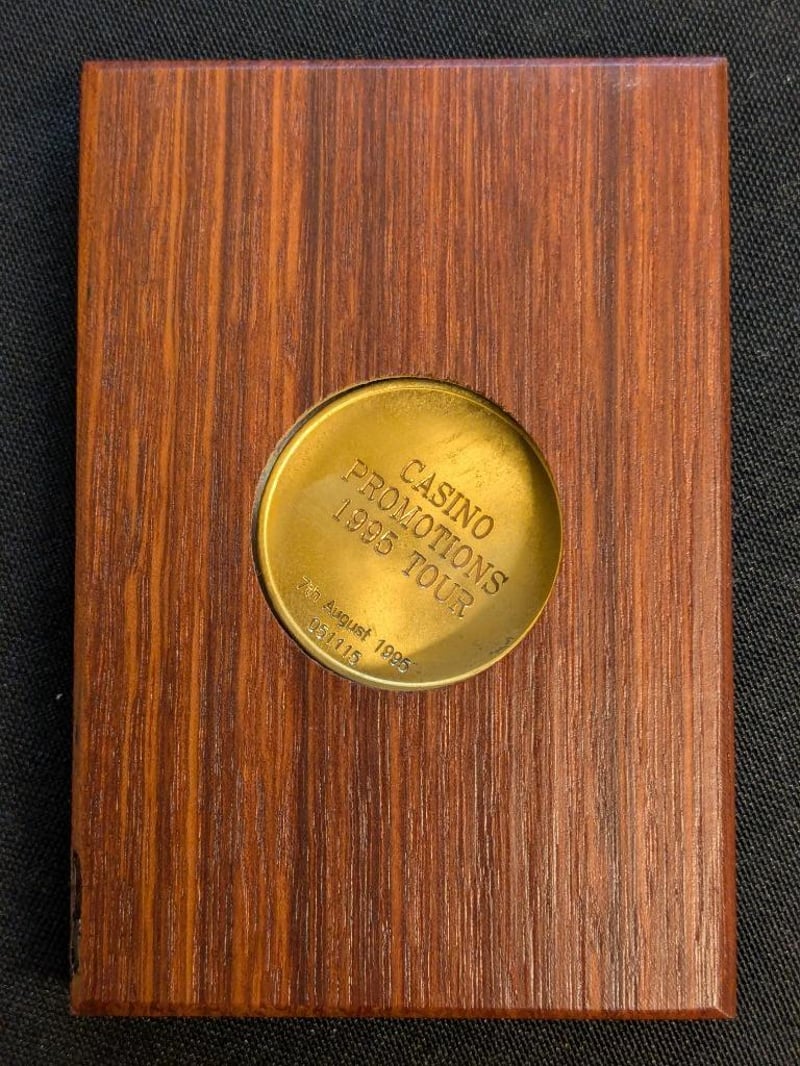 CASINO
PROMOTIONS
1995 TOUR
7th August 1995
051115